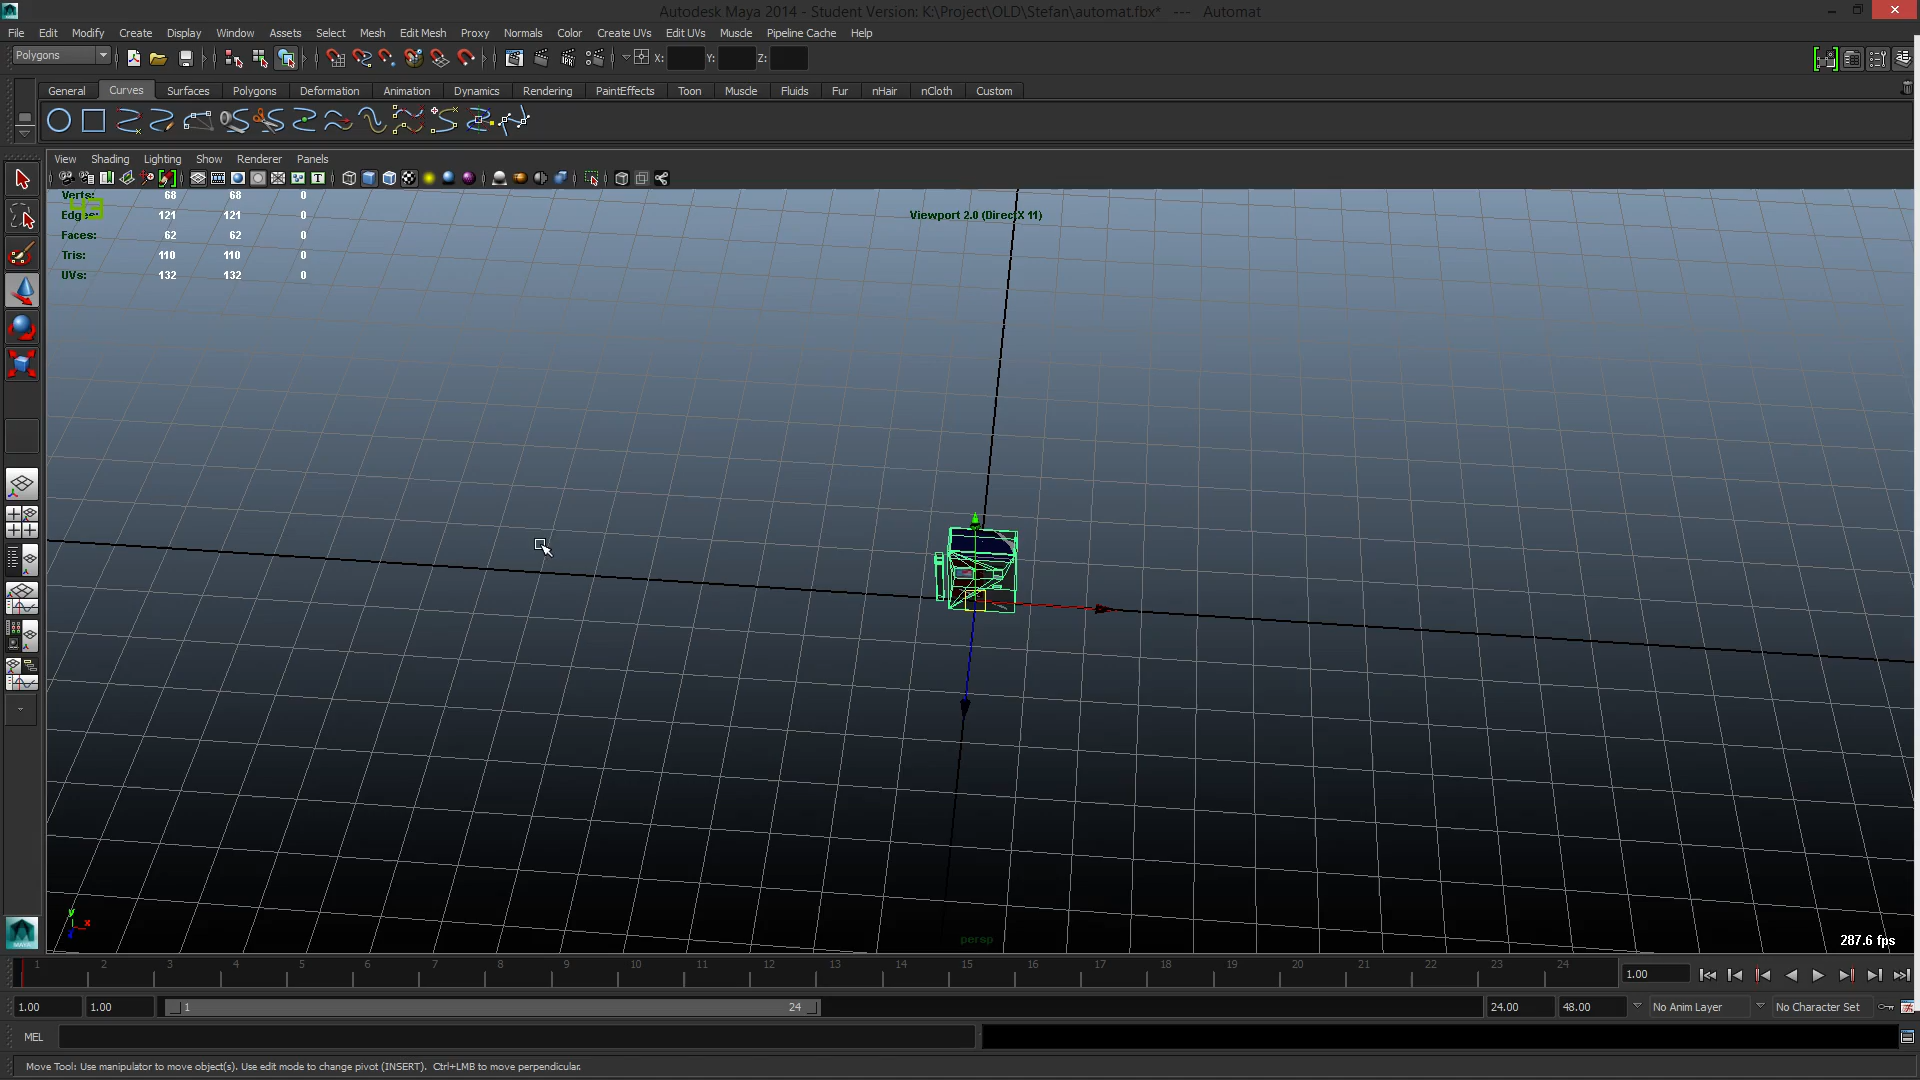 Autodesk Maya 2014 - Student Version: K:\Project\OLD\Stefan\automat.fbx* --- Automat
File Edit Modify Create Display Window Assets Select Mesh Edit Mesh Proxy Normals Color Create UVs Edit UVs Muscle Pipeline Cache Help
Polygons X: Y: Z:
General Curves Surfaces Polygons Deformation Animation Dynamics Rendering PaintEffects Toon Muscle Fluids Fur nHair nCloth Custom
View Shading Lighting Show Renderer Panels
Verts: 68 68 0
Edges: 121 121 0
Viewport 2.0 (DirectX 11)
Faces: 62 62 0
Tris: 110 110 0
UVs: 132 132 0
y
x
persp
287.6 fps
1 2 3 4 5 6 7 8 9 10 11 12 13 14 15 16 17 18 19 20 21 22 23 24 1.00
1.00 1.00 1 24 24.00 48.00 No Anim Layer No Character Set
MEL
Move Tool: Use manipulator to move object(s). Use edit mode to change pivot (INSERT). Ctrl+LMB to move perpendicular.